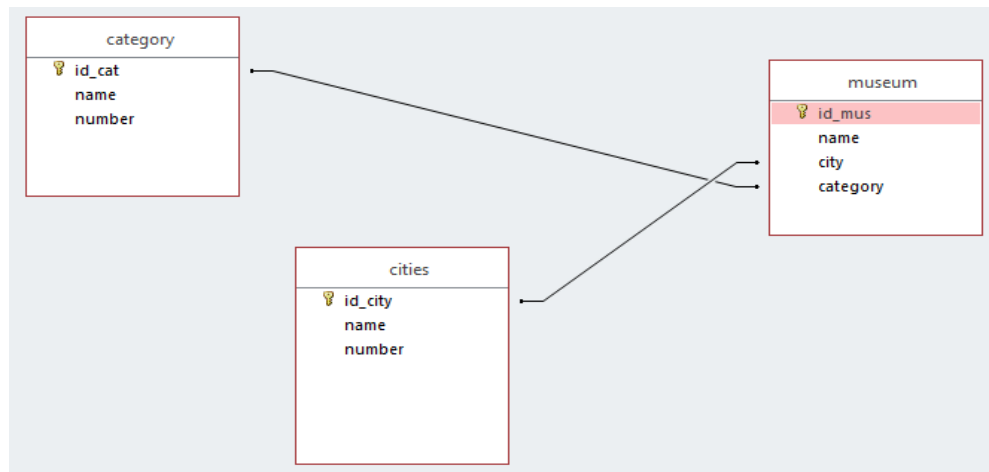 category
id_cat
name
number
museum
id_mus
name
city
category
cities
id_city
name
number